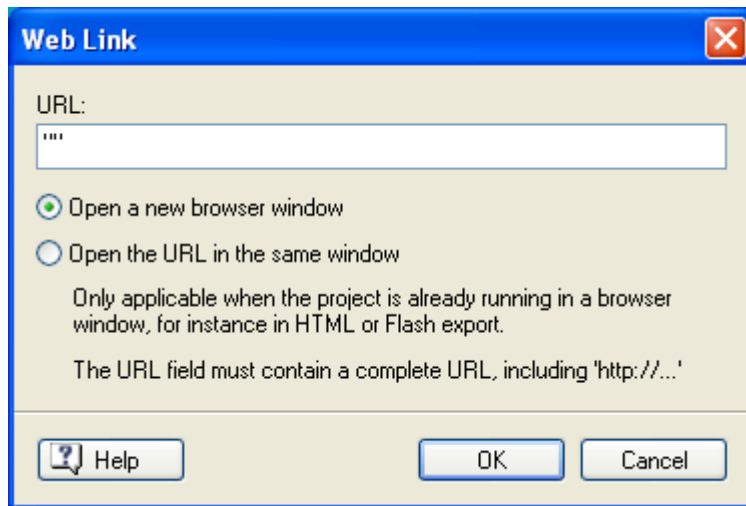 Web Link
URL:
""
Open a new browser window
Open the URL in the same window
Only applicable when the project is already running in a browser
window, for instance in HTML or Flash export.
The URL field must contain a complete URL, including 'http://...'
? Help
OK
Cancel